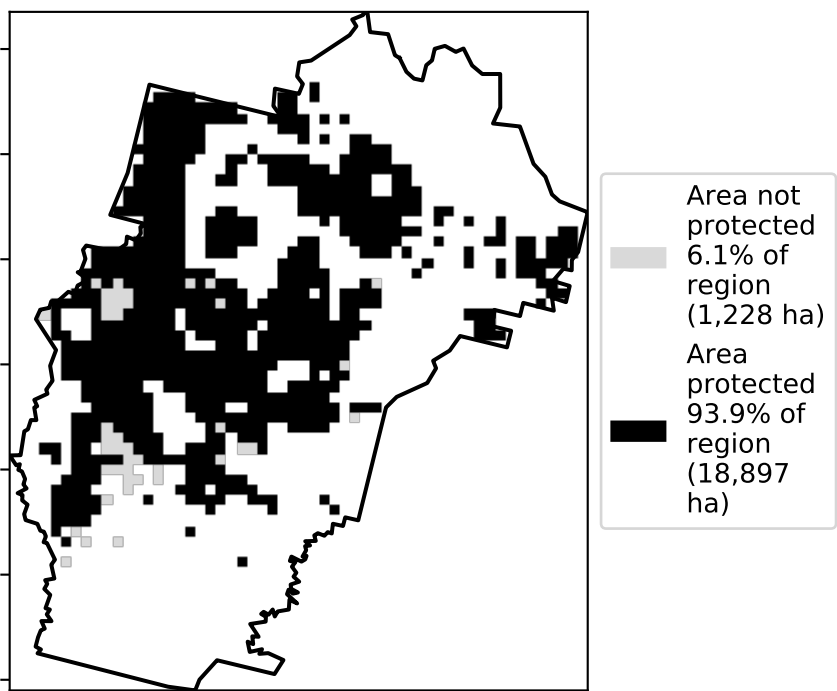 Area not
protected
6.1% of
region
(1,228 ha)
Area
protected
93.9% of
region
(18,897
ha)